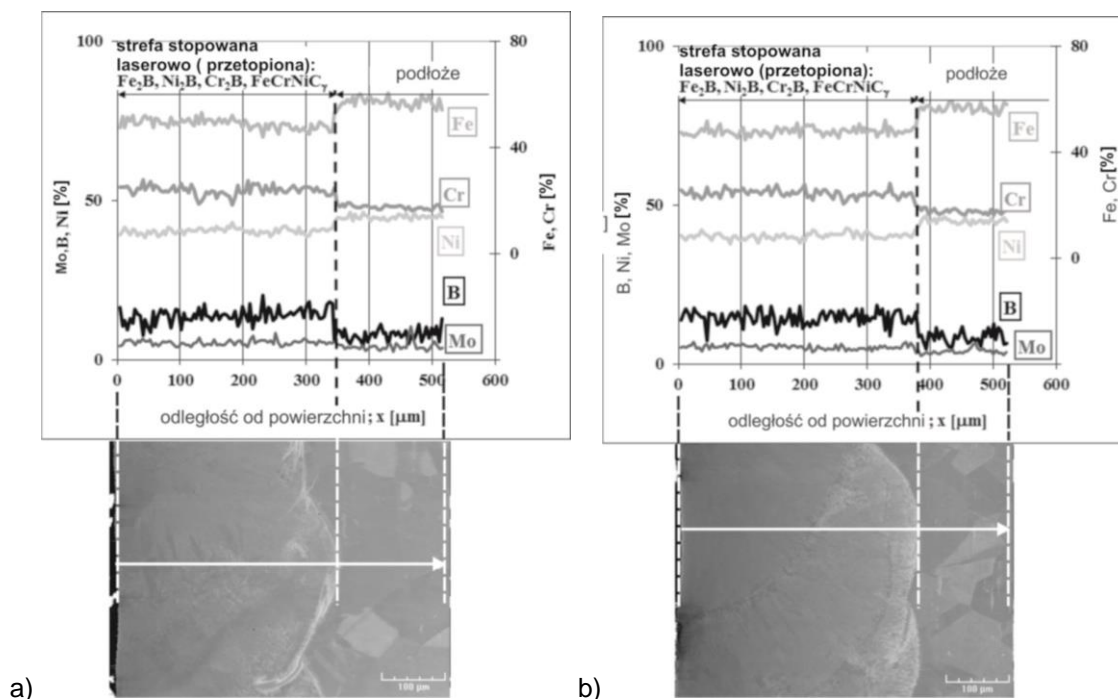 100
80
strefa stopowana
laserowo ( przetopiona):
Fe₂B, Ni₂B, Cr₂B, FeCrNiCγ
podłoże
Fe
40
Cr
50
Ni
0
B
Mo
0
0 100 200 300 400 500 600
odległość od powierzchni ; x [μm]
Mo,B, Ni [%]
Fe, Cr [%]
100 μm
a)
100
80
strefa stopowana
laserowo (przetopiona):
Fe₂B, Ni₂B, Cr₂B, FeCrNiCγ
podłoże
Fe
40
Cr
50
Ni
0
B
Mo
0
0 100 200 300 400 500 600
odległość od powierzchni ; x [μm]
B, Ni, Mo [%]
Fe, Cr [%]
100 μm
b)